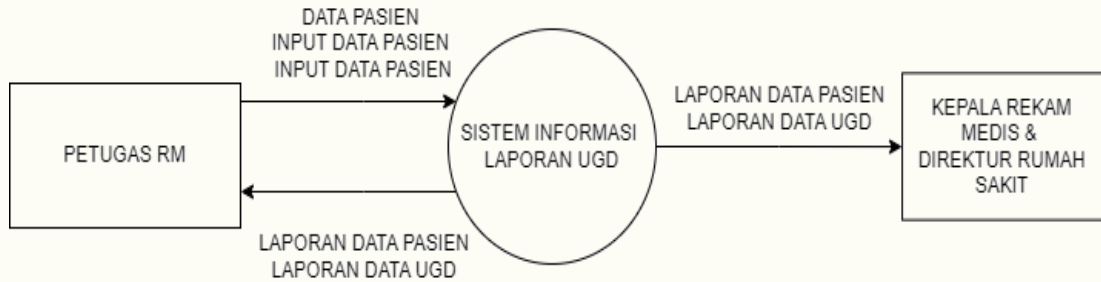 DATA PASIEN
INPUT DATA PASIEN
INPUT DATA PASIEN
PETUGAS RM
SISTEM INFORMASI
LAPORAN UGD
LAPORAN DATA PASIEN
LAPORAN DATA UGD
KEPALA REKAM
MEDIS &
DIREKTUR RUMAH
SAKIT
LAPORAN DATA PASIEN
LAPORAN DATA UGD